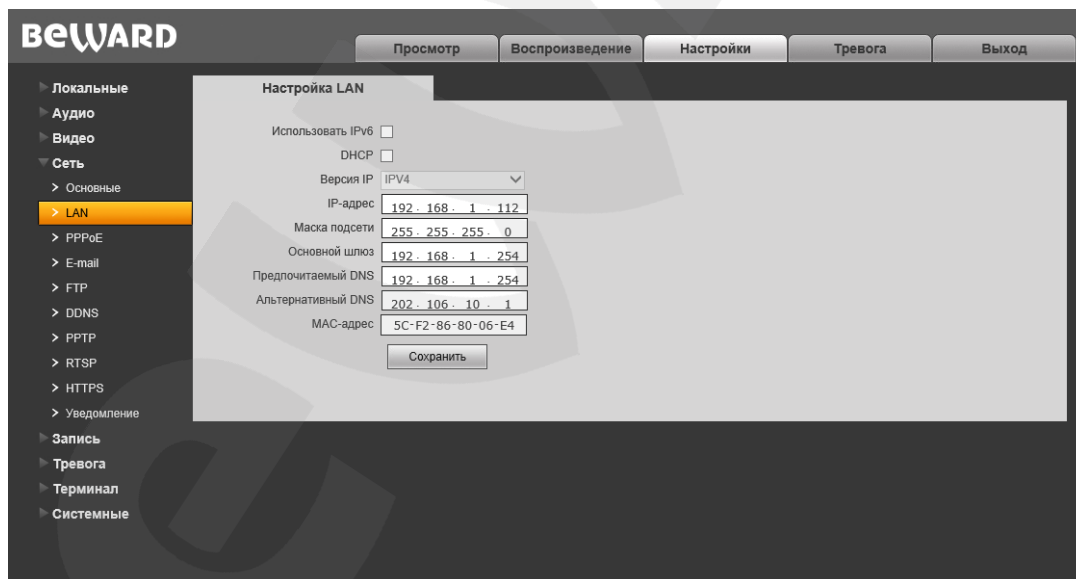 BEWARD
Просмотр Воспроизведение Настройки Тревога Выход
Локальные
Аудио
Видео
Сеть
Основные
LAN
PPPoE
E-mail
FTP
DDNS
PPTP
RTSP
HTTPS
Уведомление
Запись
Тревога
Терминал
Системные
Настройка LAN
Использовать IPv6
DHCP
Версия IP IPV4
IP-адрес 192 . 168 . 1 . 112
Маска подсети 255 . 255 . 255 . 0
Основной шлюз 192 . 168 . 1 . 254
Предпочитаемый DNS 192 . 168 . 1 . 254
Альтернативный DNS 202 . 106 . 10 . 1
MAC-адрес 5C-F2-86-80-06-E4
Сохранить